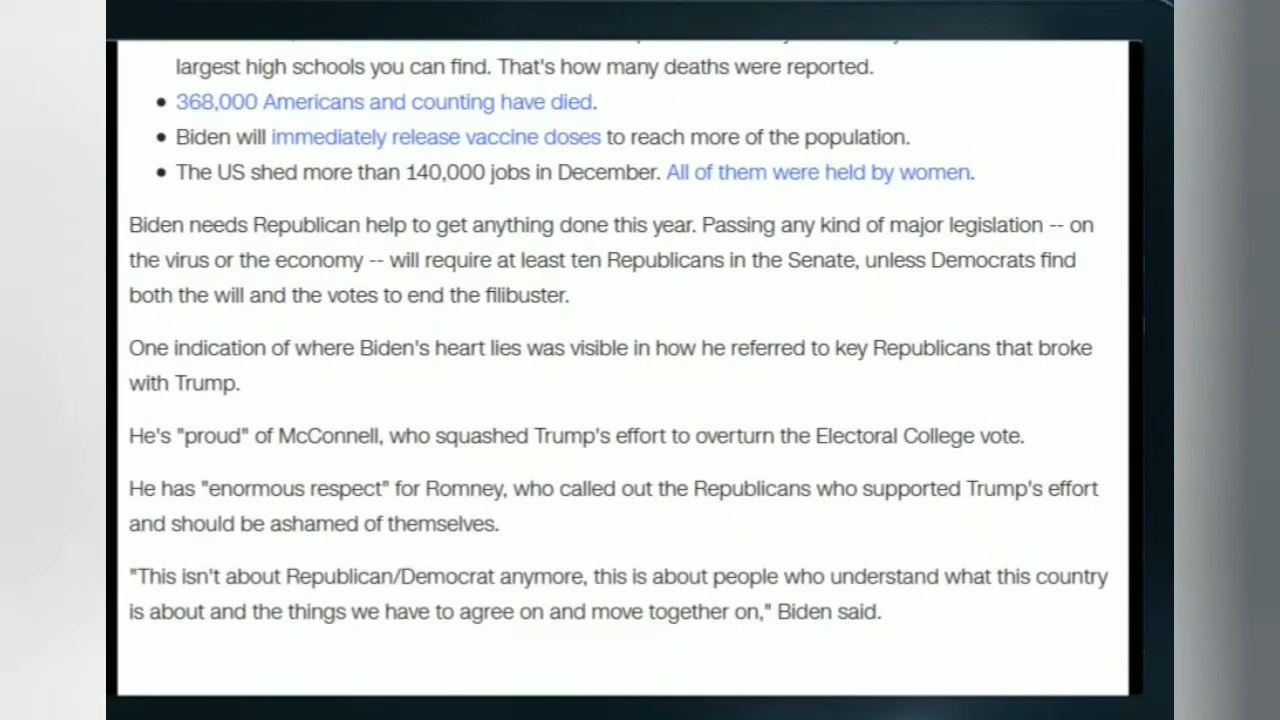 largest high schools you can find. That's how many deaths were reported.
• 368,000 Americans and counting have died.
• Biden will immediately release vaccine doses to reach more of the population.
• The US shed more than 140,000 jobs in December. All of them were held by women.
Biden needs Republican help to get anything done this year. Passing any kind of major legislation -- on
the virus or the economy -- will require at least ten Republicans in the Senate, unless Democrats find
both the will and the votes to end the filibuster.
One indication of where Biden's heart lies was visible in how he referred to key Republicans that broke
with Trump.
He's "proud" of McConnell, who squashed Trump's effort to overturn the Electoral College vote.
He has "enormous respect" for Romney, who called out the Republicans who supported Trump's effort
and should be ashamed of themselves.
"This isn't about Republican/Democrat anymore, this is about people who understand what this country
is about and the things we have to agree on and move together on," Biden said.